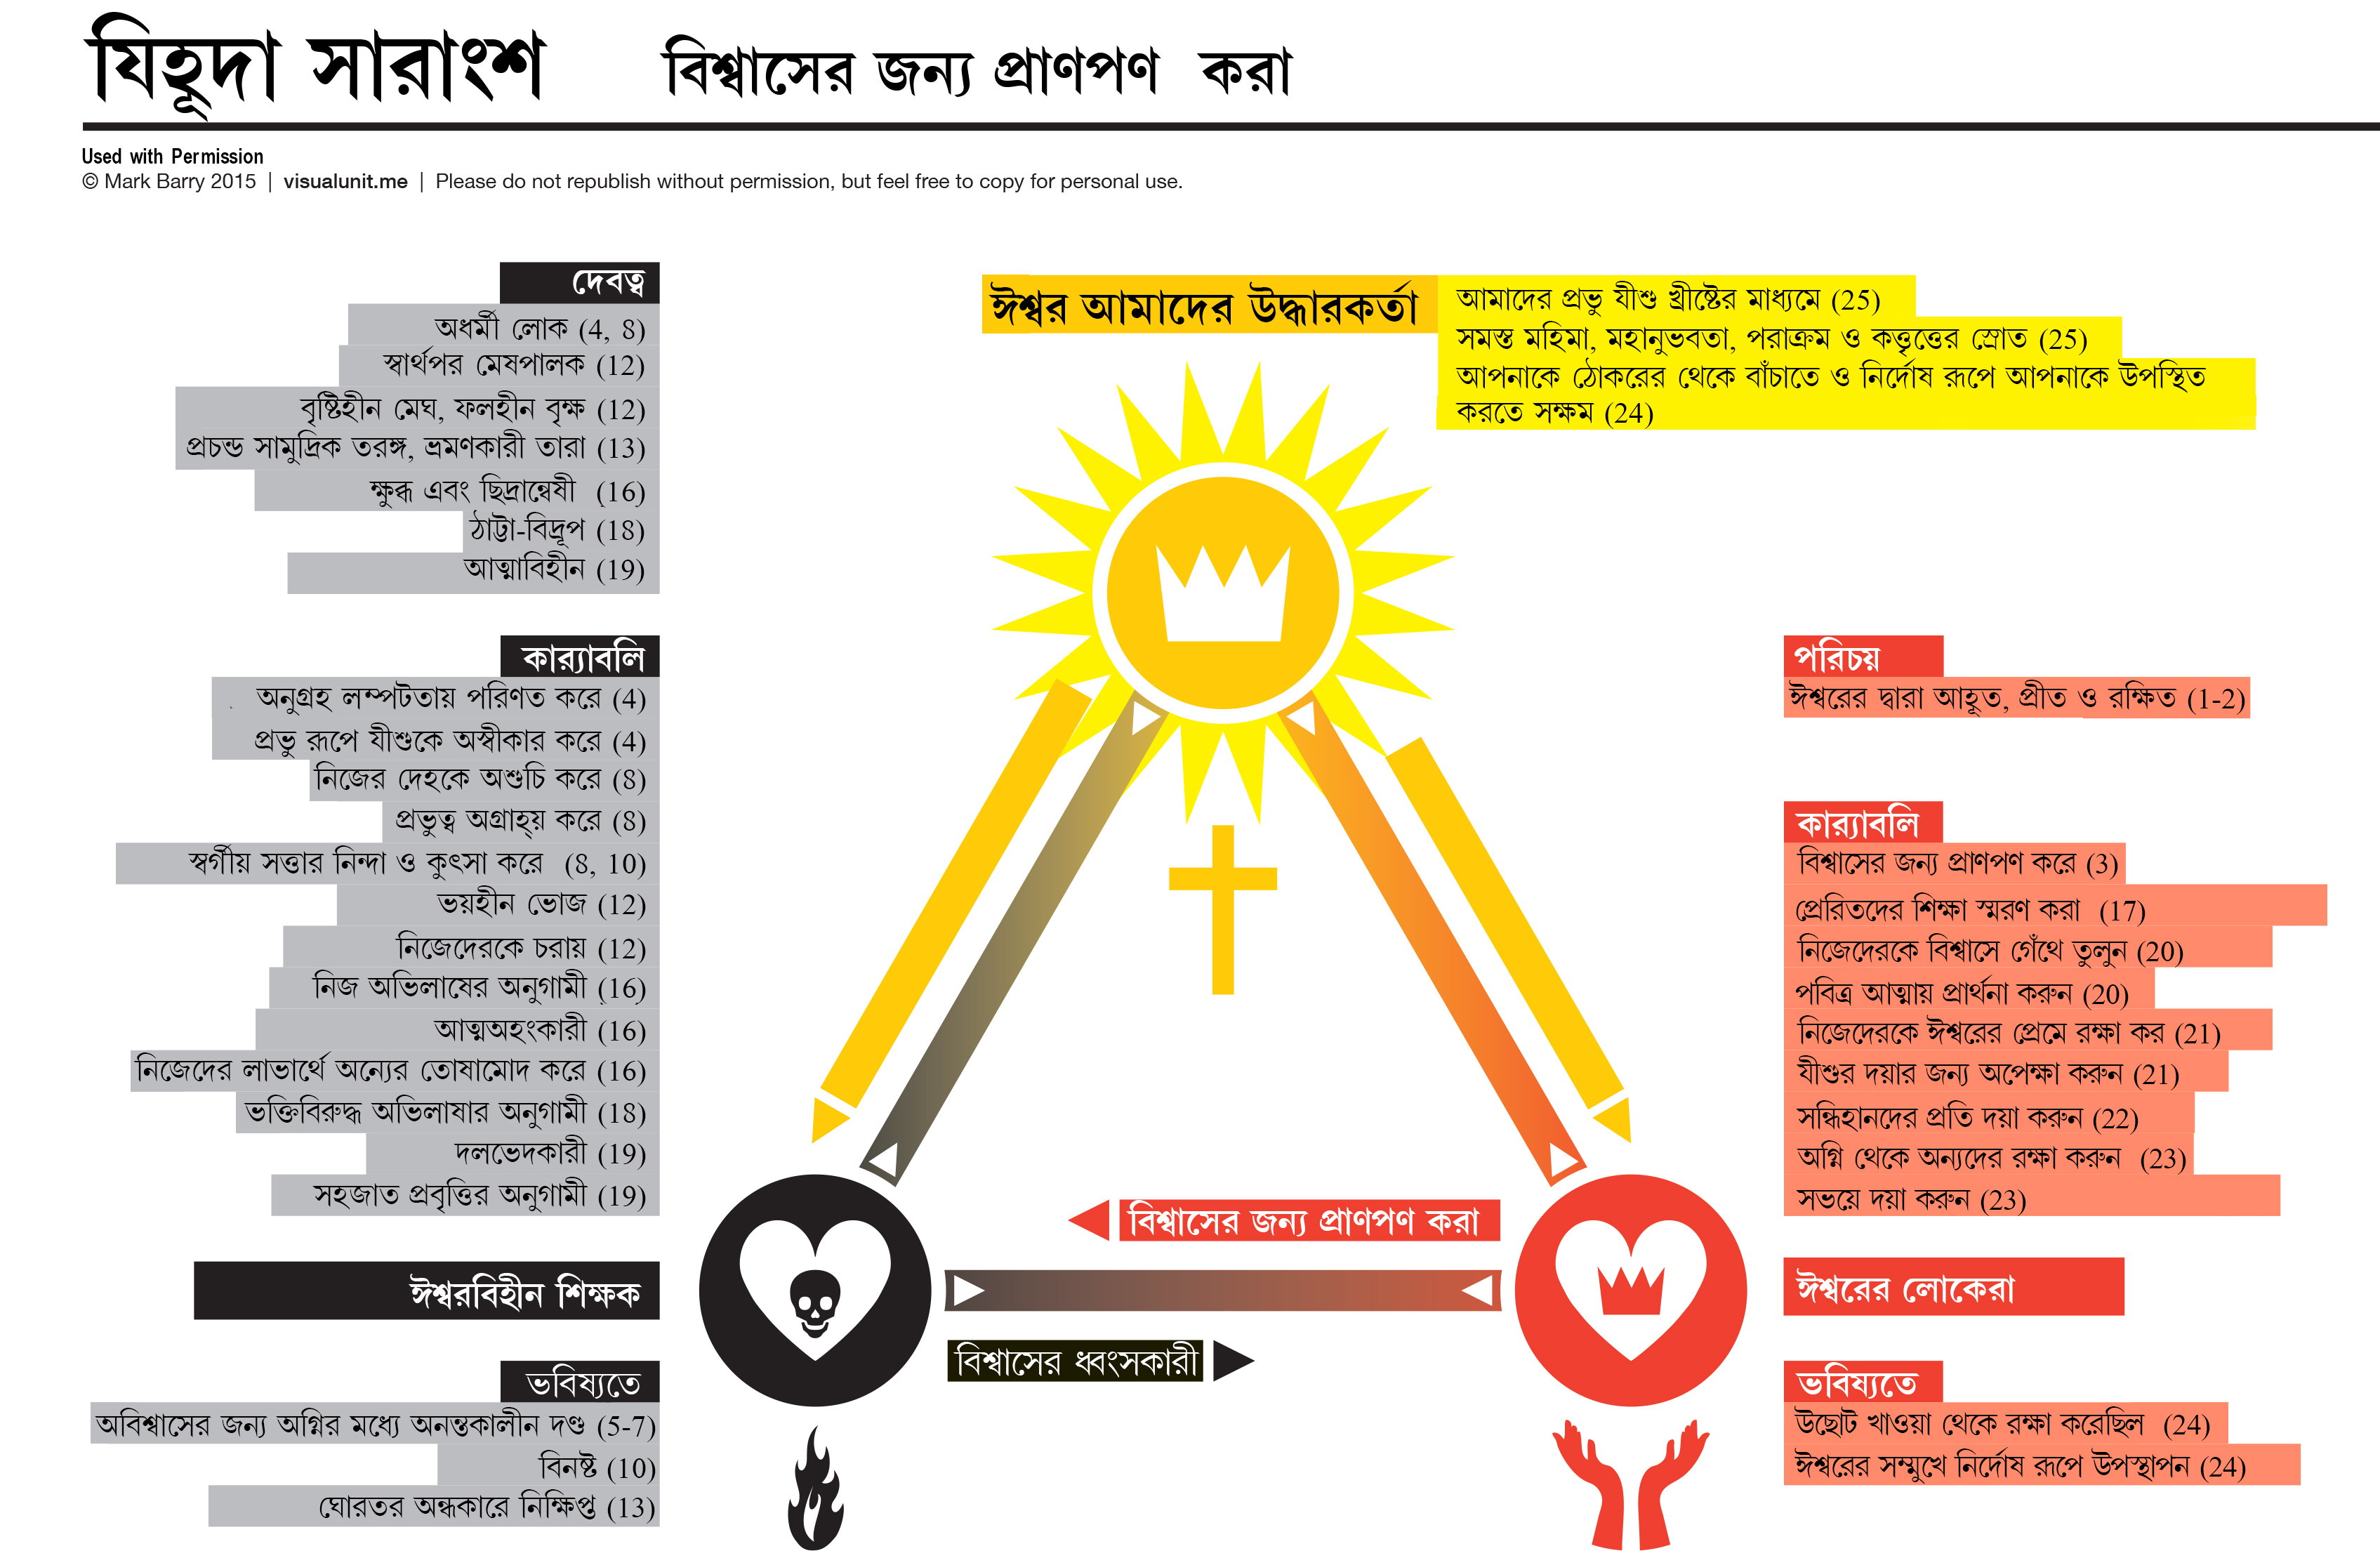 যিহূদা সারাংশ বিশ্বাসের জন্য প্রাণপণ করা
Used with Permission
© Mark Barry 2015 | visualunit.me | Please do not republish without permission, but feel free to copy for personal use.
দেবত্ব
অধর্মী লোক (4, 8)
স্বার্থপর মেষপালক (12)
বৃষ্টিহীন মেঘ, ফলহীন বৃক্ষ (12)
প্রচন্ড সামুদ্রিক তরঙ্গ, ভ্রমণকারী তারা (13)
ক্ষুব্ধ এবং ছিদ্রান্বেষী (16)
ঠাট্টা-বিদ্রূপ (18)
আত্মাবিহীন (19)
কার‍্যাবলি
অনুগ্রহ লম্পটতায় পরিণত করে (4)
প্রভু রূপে যীশুকে অস্বীকার করে (4)
নিজের দেহকে অশুচি করে (8)
প্রভুত্ব অগ্রাহ্য় করে (8)
স্বর্গীয় সত্তার নিন্দা ও কুৎসা করে (8, 10)
ভয়হীন ভোজ (12)
নিজেদেরকে চরায় (12)
নিজ অভিলাষের অনুগামী (16)
আত্মঅহংকারী (16)
নিজেদের লাভার্থে অন্যের তোষামোদ করে (16)
ভক্তিবিরুদ্ধ অভিলাষার অনুগামী (18)
দলভেদকারী (19)
সহজাত প্রবৃত্তির অনুগামী (19)
ঈশ্বরবিহীন শিক্ষক
ভবিষ্যতে
অবিশ্বাসের জন্য অগ্নির মধ্যে অনন্তকালীন দণ্ড (5-7)
বিনষ্ট (10)
ঘোরতর অন্ধকারে নিক্ষিপ্ত (13)
ঈশ্বর আমাদের উদ্ধারকর্তা
আমাদের প্রভু যীশু খ্রীষ্টের মাধ্যমে (25)
সমস্ত মহিমা, মহানুভবতা, পরাক্রম ও কর্ত্তৃত্তের স্রোত (25)
আপনাকে ঠোকরের থেকে বাঁচাতে ও নির্দোষ রূপে আপনাকে উপস্থিত
করতে সক্ষম (24)
বিশ্বাসের জন্য প্রাণপণ করা
বিশ্বাসের ধ্বংসকারী
পরিচয়
ঈশ্বরের দ্বারা আহূত, প্রীত ও রক্ষিত (1-2)
কার‍্যাবলি
বিশ্বাসের জন্য প্রাণপণ করে (3)
প্রেরিতদের শিক্ষা স্মরণ করা (17)
নিজেদেরকে বিশ্বাসে গেঁথে তুলুন (20)
পবিত্র আত্মায় প্রার্থনা করুন (20)
নিজেদেরকে ঈশ্বরের প্রেমে রক্ষা কর (21)
যীশুর দয়ার জন্য অপেক্ষা করুন (21)
সন্ধিহানদের প্রতি দয়া করুন (22)
অগ্নি থেকে অন্যদের রক্ষা করুন (23)
সভয়ে দয়া করুন (23)
ঈশ্বরের লোকেরা
ভবিষ্যতে
উছোট খাওয়া থেকে রক্ষা করেছিল (24)
ঈশ্বরের সম্মুখে নির্দোষ রূপে উপস্থাপন (24)